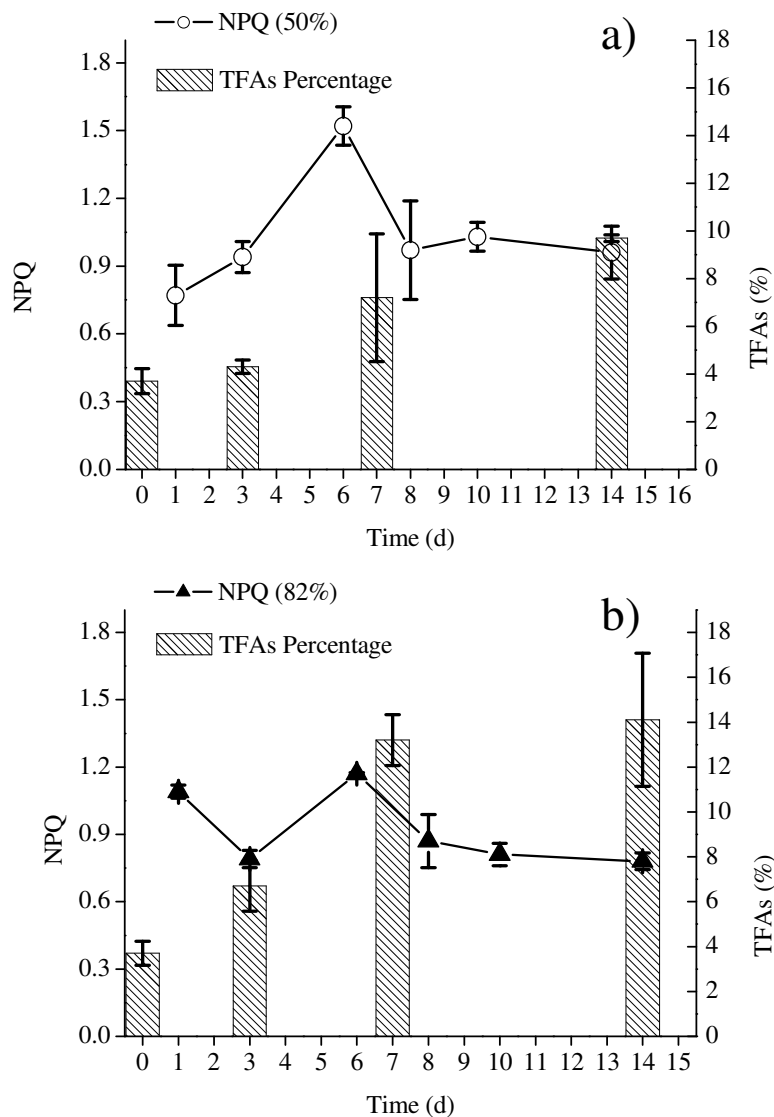 NPQ (50%)
a)
TFAs Percentage
1.8
1.5
1.2
0.9
0.6
0.3
0.0
NPQ
18
16
14
12
10
8
6
4
2
0
TFAs (%)
0 1 2 3 4 5 6 7 8 9 10 11 12 13 14 15 16
Time (d)
NPQ (82%)
b)
TFAs Percentage
1.8
1.5
1.2
0.9
0.6
0.3
0.0
NPQ
18
16
14
12
10
8
6
4
2
0
TFAs (%)
0 1 2 3 4 5 6 7 8 9 10 11 12 13 14 15
Time (d)